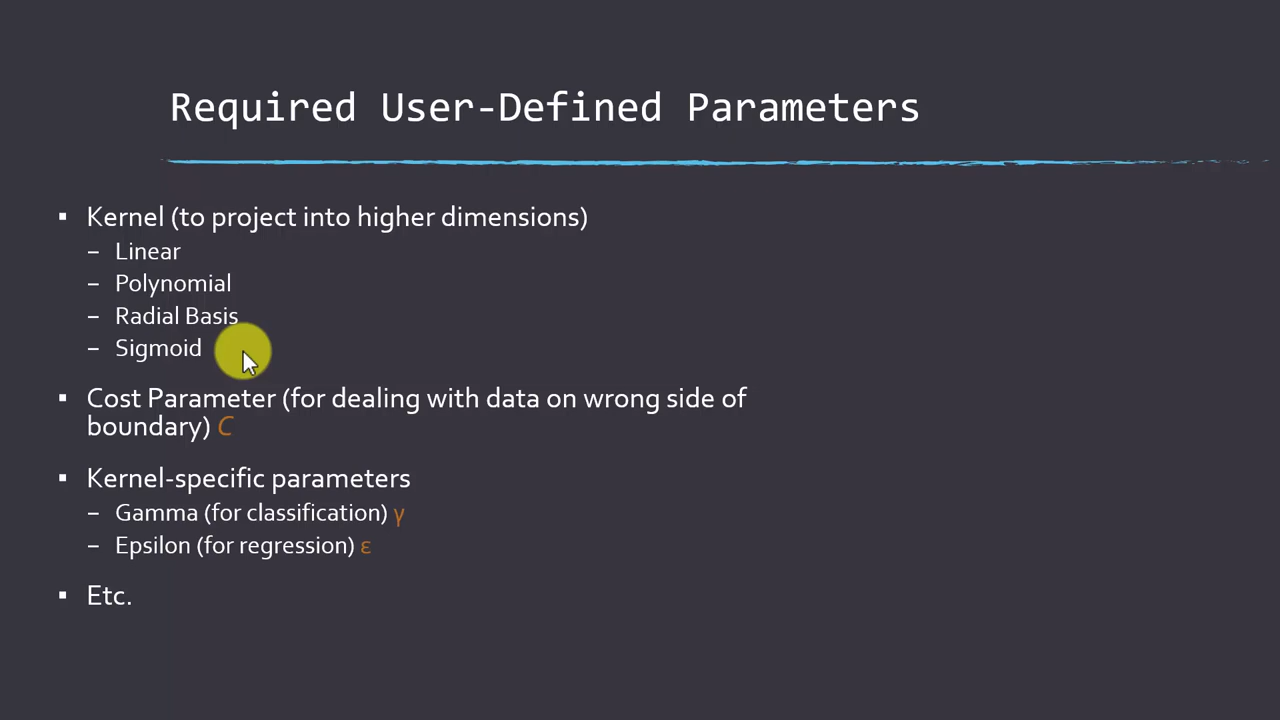 Required User-Defined Parameters
▪ Kernel (to project into higher dimensions)
– Linear
– Polynomial
– Radial Basis
– Sigmoid
▪ Cost Parameter (for dealing with data on wrong side of
boundary) C
▪ Kernel-specific parameters
– Gamma (for classification) γ
– Epsilon (for regression) ε
▪ Etc.